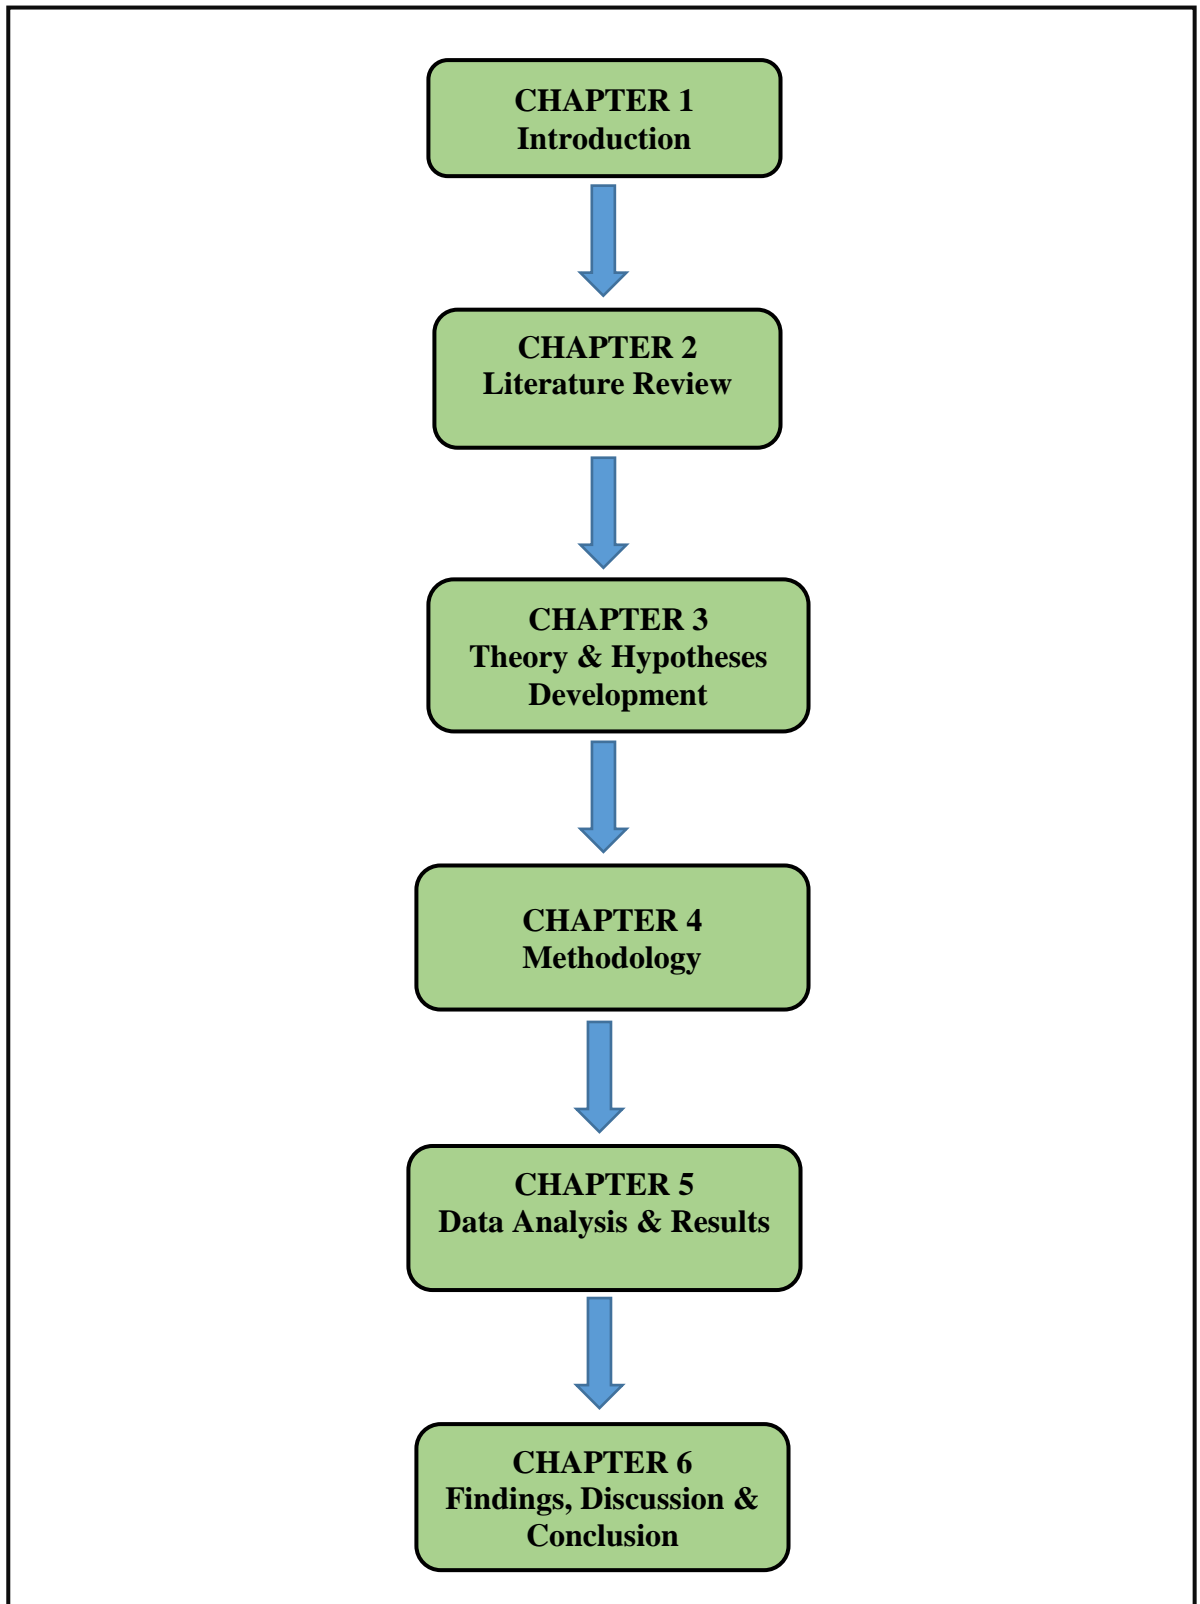 CHAPTER 1
Introduction
CHAPTER 2
Literature Review
CHAPTER 3
Theory & Hypotheses
Development
CHAPTER 4
Methodology
CHAPTER 5
Data Analysis & Results
CHAPTER 6
Findings, Discussion &
Conclusion